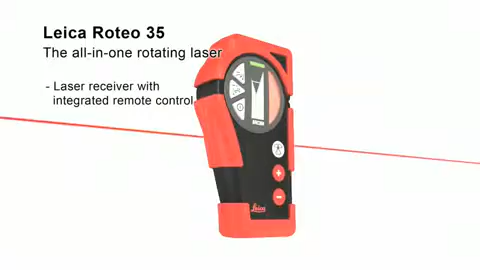 Leica Roteo 35
The all-in-one rotating laser
- Laser receiver with
integrated remote control
Leica